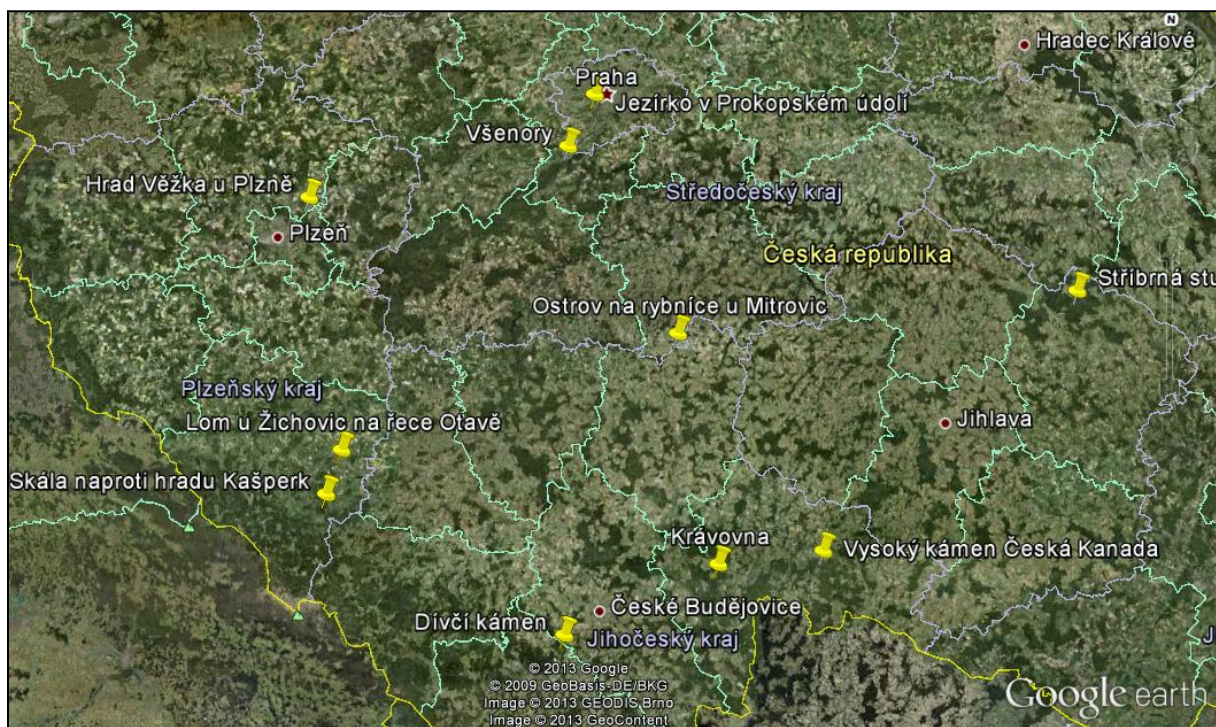 N
Hradec Králové
Praha
Jezírko v Prokopském údolí
Všenory
Hrad Věžka u Plzně
Středočeský kraj
Plzeň
Česká republika
Stříbrná stu
Ostrov na rybníce u Mitrovic
Plzeňský kraj
Lom u Žichovic na řece Otavě
Jihlava
Skála naproti hradu Kašperk
Krávovna
Vysoký kámen Česká Kanada
Dívčí kámen
České Budějovice
Jihočeský kraj
J
© 2013 Google
© 2009 GeoBasis-DE/BKG
Image © 2013 GEODIS Brno
Image © 2013 GeoContent
Google earth